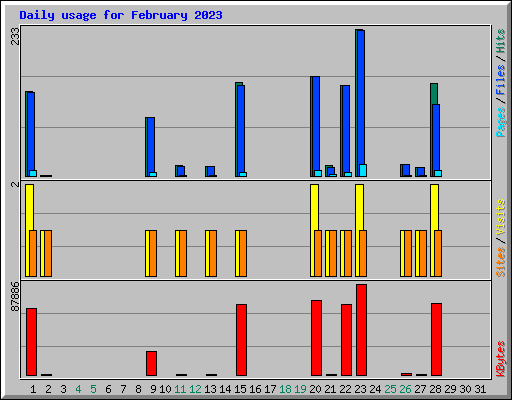 Daily usage for February 2023
233
Pages / Files / Hits
2
Sites / Visits
87886
KBytes
1 2 3 4 5 6 7 8 9 10 11 12 13 14 15 16 17 18 19 20 21 22 23 24 25 26 27 28 29 30 31